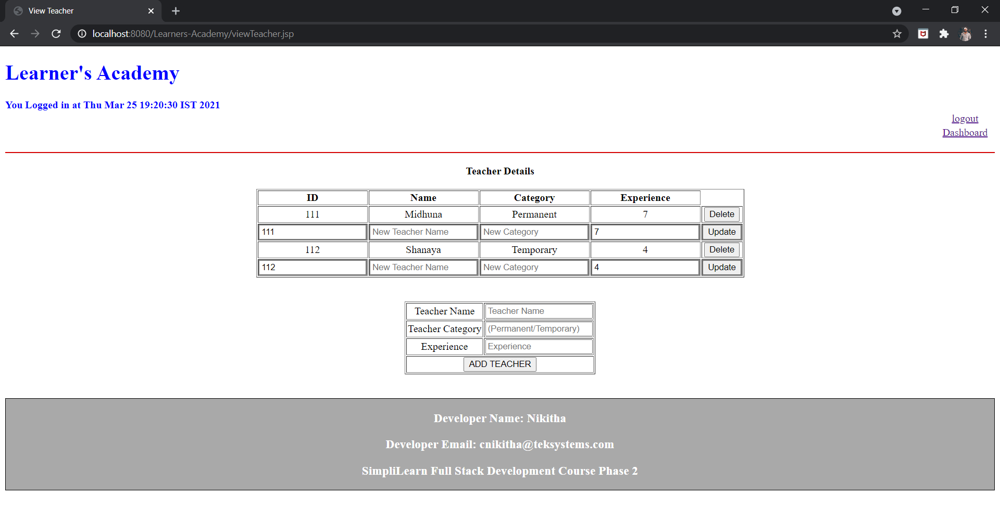 View Teacher
localhost:8080/Learners-Academy/viewTeacher.jsp
Learner's Academy
You Logged in at Thu Mar 25 19:20:30 IST 2021
logout
Dashboard
Teacher Details
ID Name Category Experience
111 Midhuna Permanent 7 Delete
111 New Teacher Name New Category 7 Update
112 Shanaya Temporary 4 Delete
112 New Teacher Name New Category 4 Update
Teacher Name Teacher Name
Teacher Category (Permanent/Temporary)
Experience Experience
ADD TEACHER
Developer Name: Nikitha
Developer Email: cnikitha@teksystems.com
SimpliLearn Full Stack Development Course Phase 2